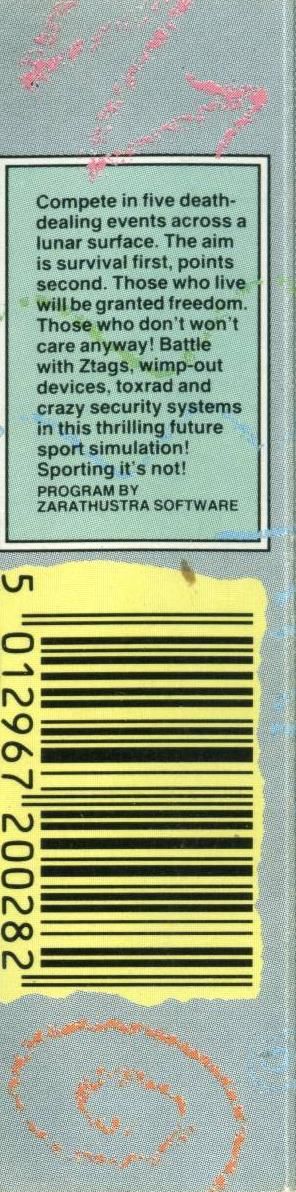 Compete in five death-
dealing events across a
lunar surface. The aim
is survival first, points
second. Those who live
will be granted freedom.
Those who don't won't
care anyway! Battle
with Ztags, wimp-out
devices, toxrad and
crazy security systems
in this thrilling future
sport simulation!
Sporting it's not!
PROGRAM BY
ZARATHUSTRA SOFTWARE
5 012967 200282